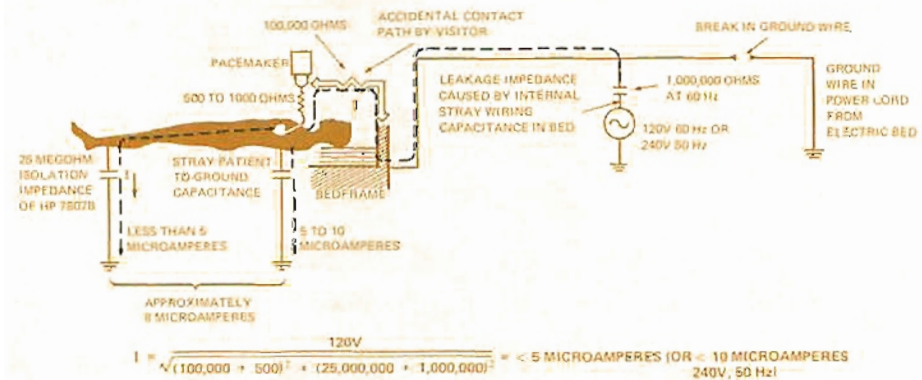 100,000 OHMS
ACCIDENTAL CONTACT
PATH BY VISITOR
BREAK IN GROUND WIRE
PACEMAKER
500 TO 1000 OHMS
LEAKAGE IMPEDANCE
CAUSED BY INTERNAL
STRAY WIRING
CAPACITANCE IN BED
1,000,000 OHMS
AT 60 Hz
120V 60 Hz OR
240V 50 Hz
GROUND
WIRE IN
POWER CORD
FROM
ELECTRIC BED
I
25 MEGOHM
ISOLATION
IMPEDANCE
OF HP 7807B
I
STRAY PATIENT
TO-GROUND
CAPACITANCE
BEDFRAME
LESS THAN 5
MICROAMPERES
5 TO 10
MICROAMPERES
APPROXIMATELY
8 MICROAMPERES
I = 120V / √(100,000 + 500)² + (25,000,000 + 1,000,000)² = < 5 MICROAMPERES (OR < 10 MICROAMPERES
240V, 50 Hz)